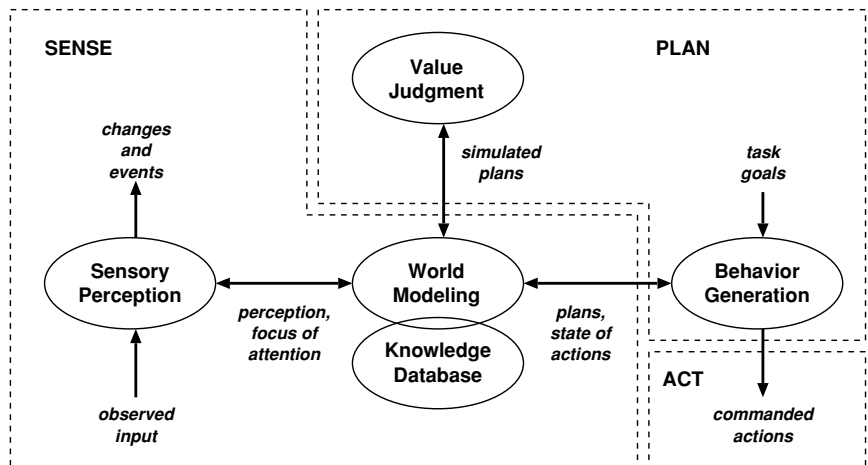 SENSE
PLAN
Value
Judgment
changes
and
events
simulated
plans
task
goals
Sensory
Perception
World
Modeling
Behavior
Generation
perception,
focus of
attention
plans,
state of
actions
Knowledge
Database
ACT
observed
input
commanded
actions